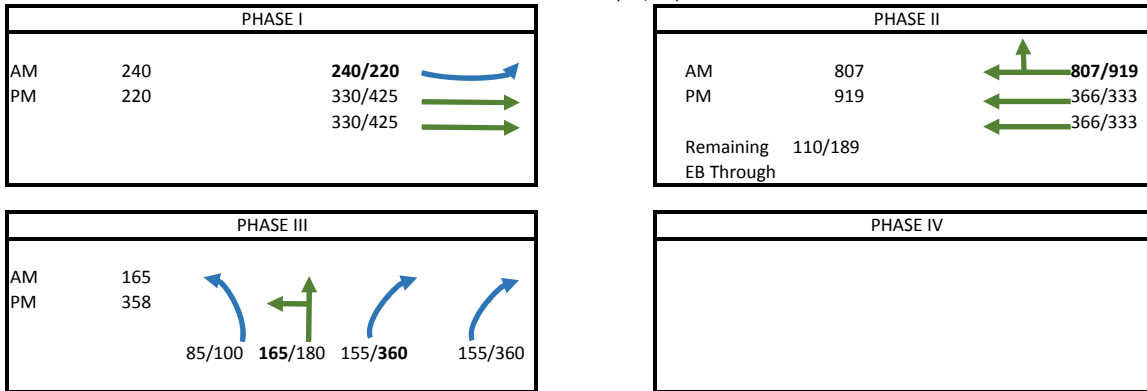 PHASE I
AM 240 240/220
PM 220 330/425
330/425
PHASE II
AM 807 807/919
PM 919 366/333
366/333
Remaining 110/189
EB Through
PHASE III
AM 165
PM 358
85/100 165/180 155/360 155/360
PHASE IV